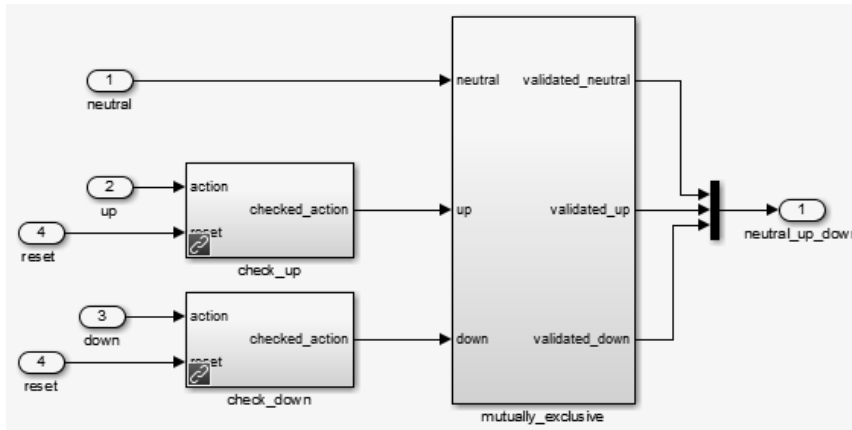 1
neutral
neutral
validated_neutral
2
up
action
checked_action
4
reset
reset
check_up
up
validated_up
1
neutral_up_down
3
down
action
checked_action
4
reset
reset
check_down
down
validated_down
mutually_exclusive